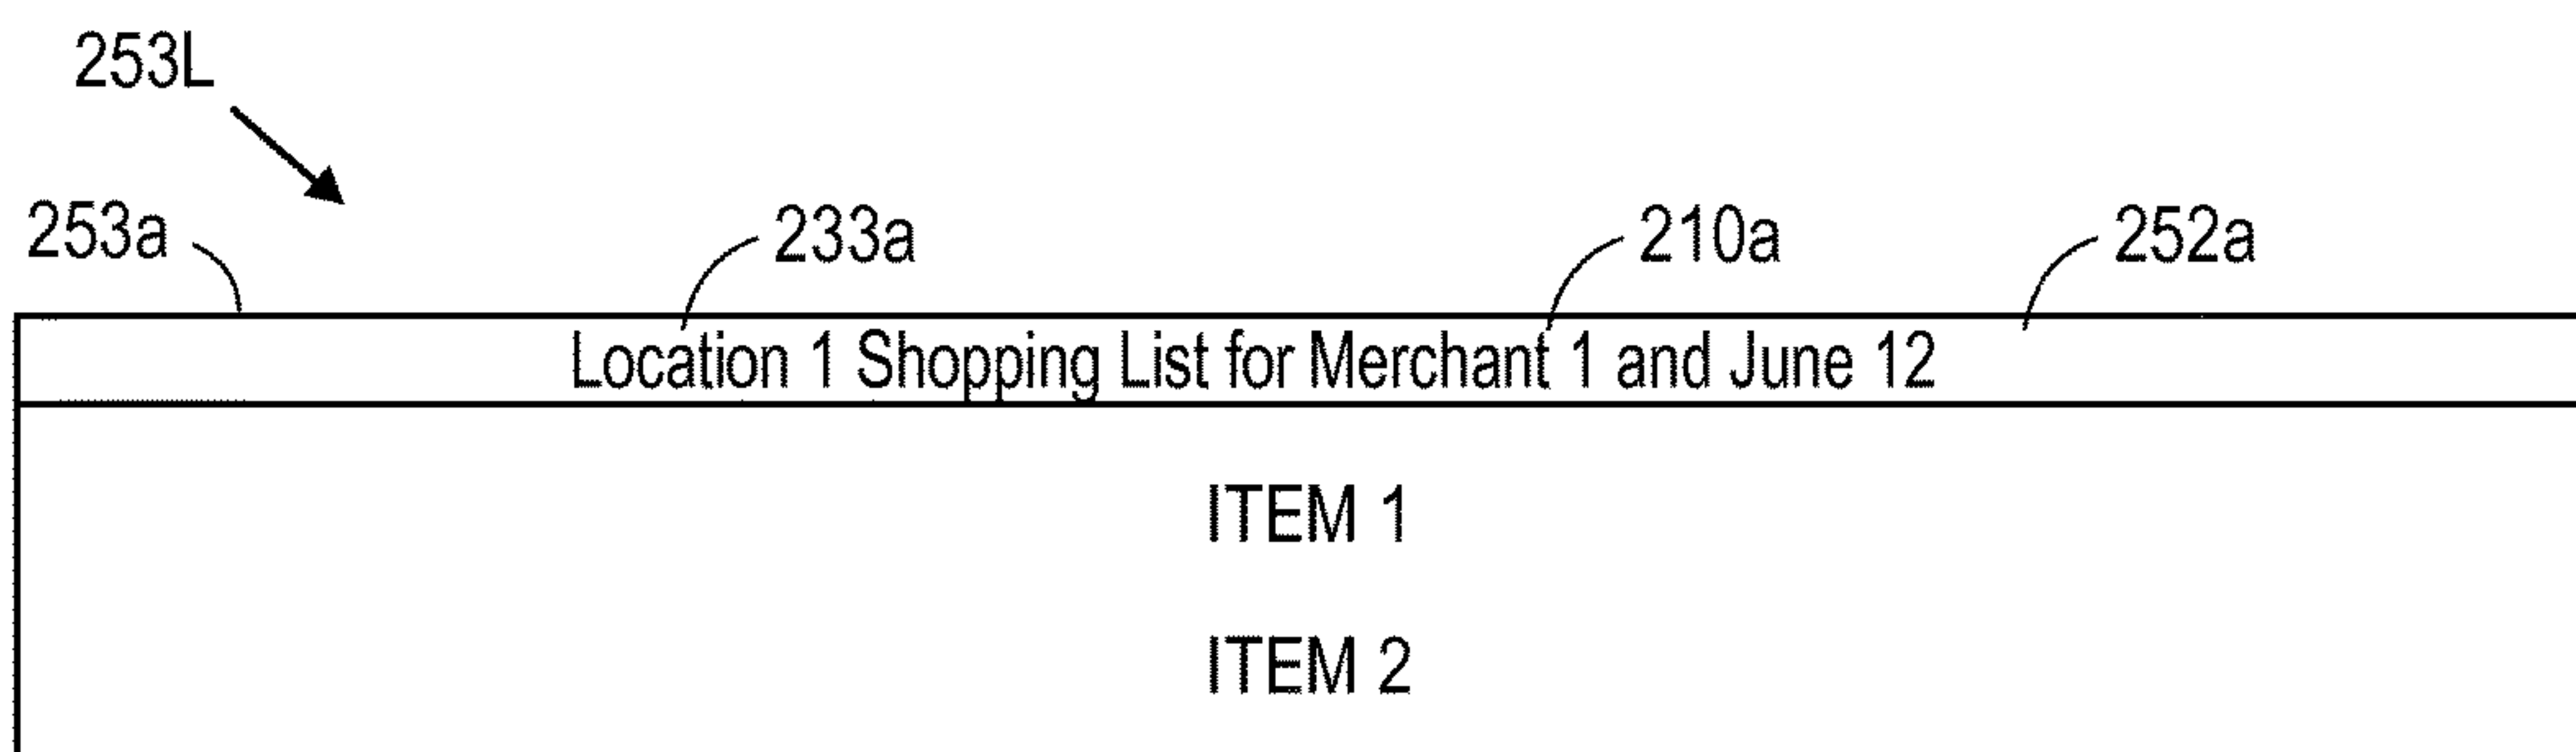 253L
253a 233a 210a 252a
Location 1 Shopping List for Merchant 1 and June 12
ITEM 1
ITEM 2